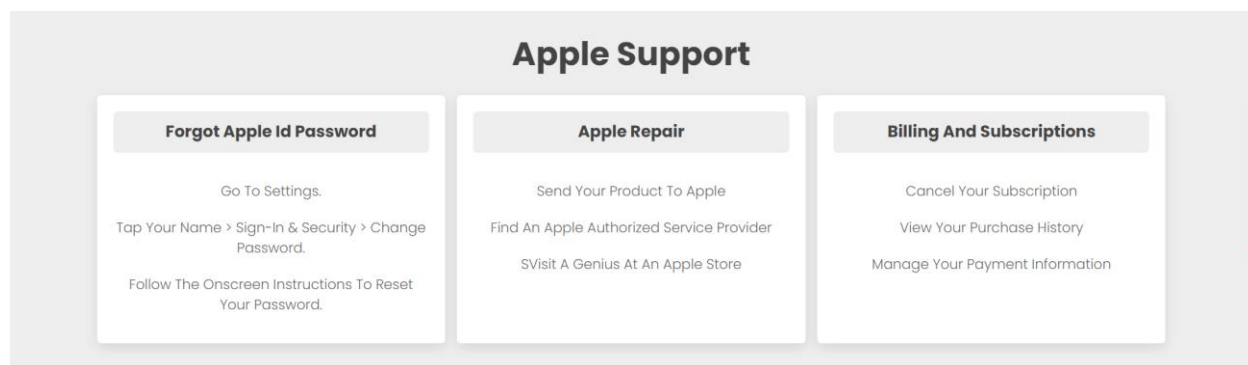 Apple Support
Forgot Apple Id Password
Go To Settings.
Tap Your Name > Sign-In & Security > Change
Password.
Follow The Onscreen Instructions To Reset
Your Password.
Apple Repair
Send Your Product To Apple
Find An Apple Authorized Service Provider
SVisit A Genius At An Apple Store
Billing And Subscriptions
Cancel Your Subscription
View Your Purchase History
Manage Your Payment Information